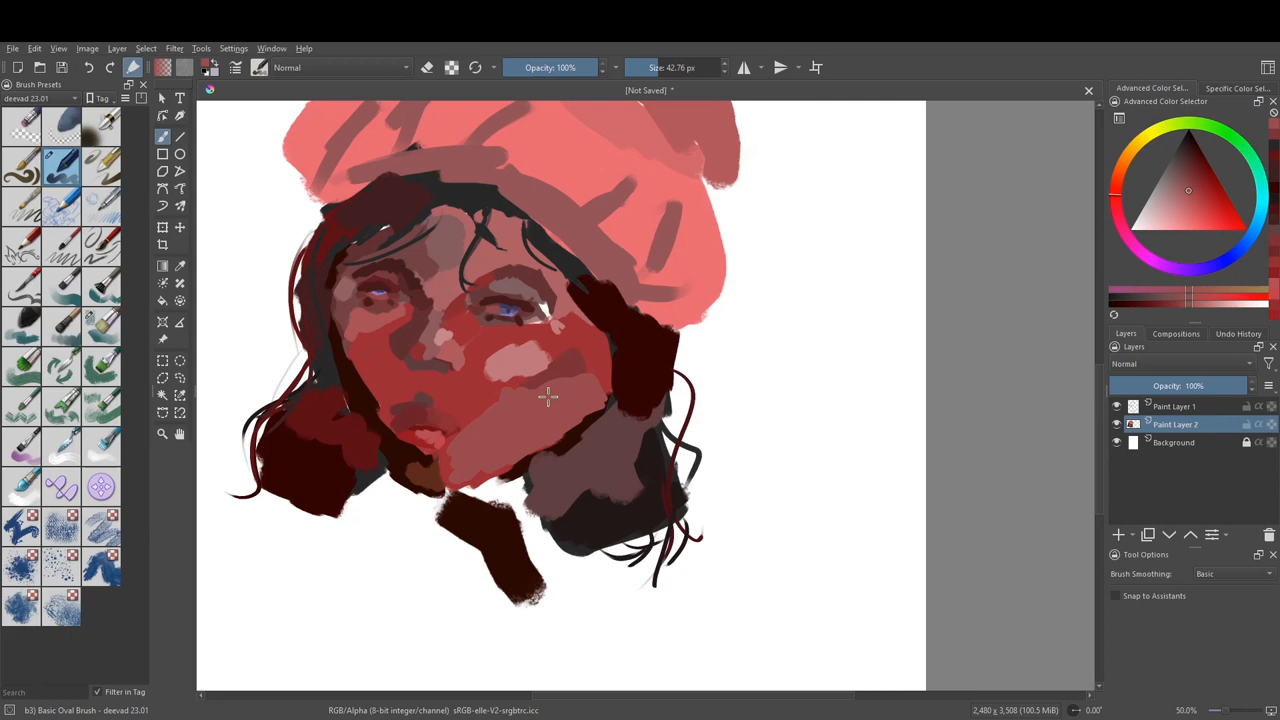 File Edit View Image Layer Select Filter Tools Settings Window Help
Normal Opacity: 100% Size: 42.76 px
Brush Presets
deevad 23.01 Tag
[Not Saved] *
Advanced Color Sel... Specific Color Sel...
Advanced Color Selector
Layers Compositions Undo History
Layers
Normal
Opacity: 100%
Paint Layer 1
Paint Layer 2
Background
Tool Options
Brush Smoothing: Basic
Snap to Assistants
Search Filter in Tag
b3) Basic Oval Brush - deevad 23.01 RGB/Alpha (8-bit integer/channel) sRGB-elle-V2-srgbtrc.icc 2,480 x 3,508 (100.5 MiB) 0.00° 50.0%